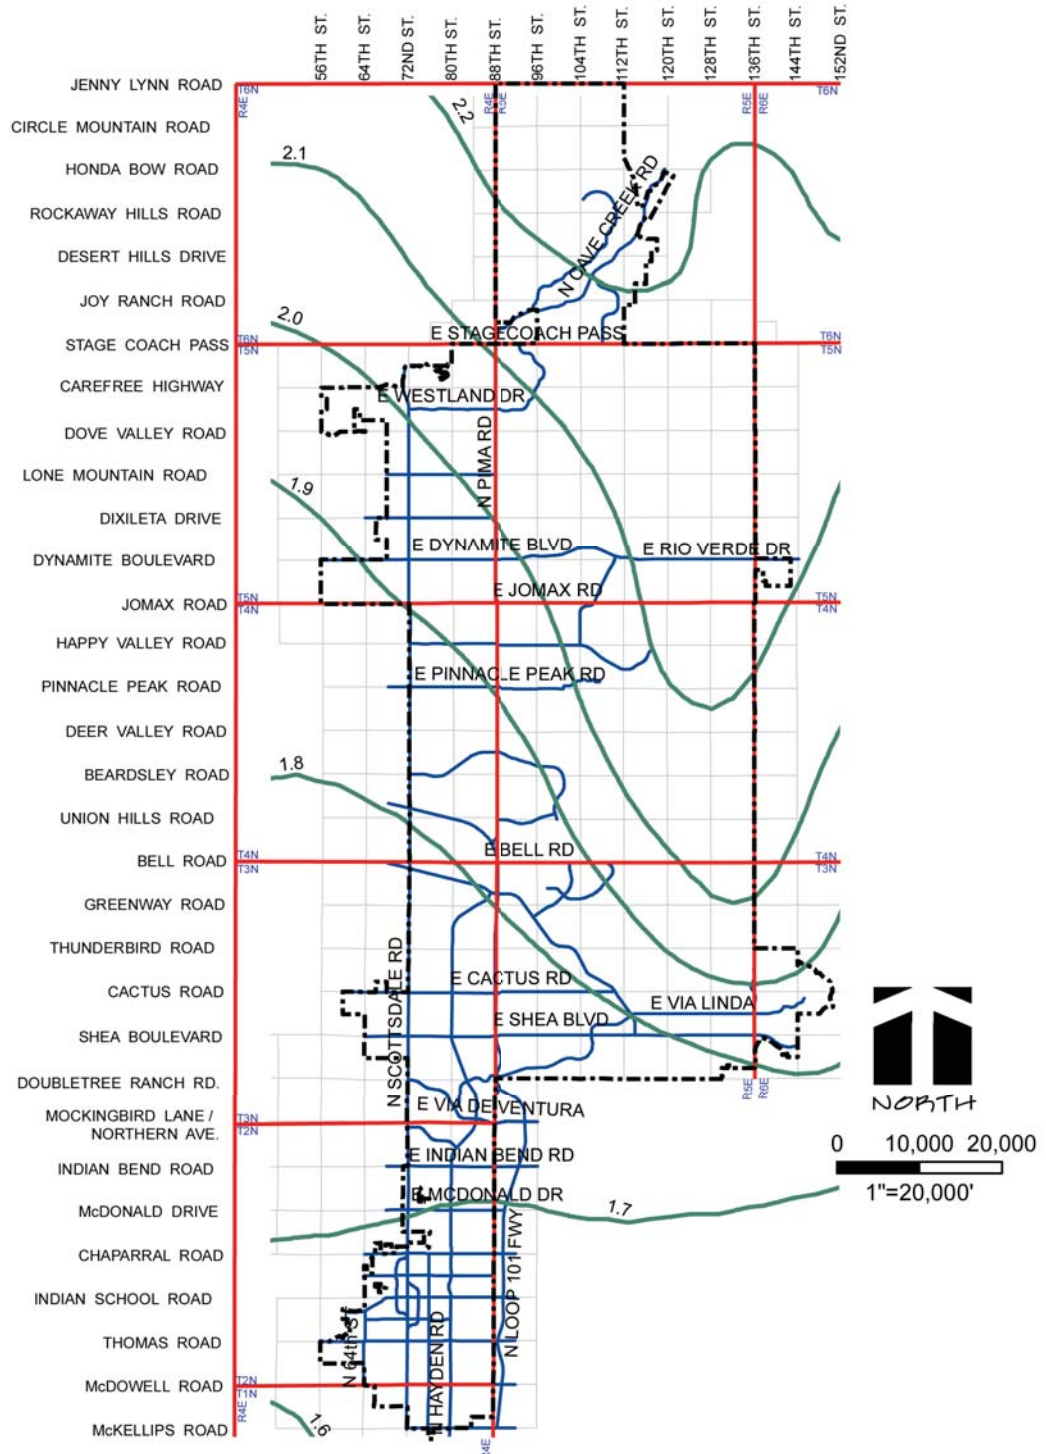 56TH ST.
64TH ST.
72ND ST.
80TH ST.
88TH ST.
96TH ST.
104TH ST.
112TH ST.
120TH ST.
128TH ST.
136TH ST.
144TH ST.
152ND ST.
JENNY LYNN ROAD
T6N
R4E
R4E
R5E
R5E
R6E
T6N
2.2
CIRCLE MOUNTAIN ROAD
2.1
HONDA BOW ROAD
ROCKAWAY HILLS ROAD
N CAVE CREEK RD
DESERT HILLS DRIVE
JOY RANCH ROAD
2.0
E STAGECOACH PASS
STAGE COACH PASS
T6N
T5N
T6N
T5N
CAREFREE HIGHWAY
E WESTLAND DR
DOVE VALLEY ROAD
N PIMA RD
LONE MOUNTAIN ROAD
1.9
DIXILETA DRIVE
E DYNAMITE BLVD
E RIO VERDE DR
DYNAMITE BOULEVARD
E JOMAX RD
JOMAX ROAD
T5N
T4N
T5N
T4N
HAPPY VALLEY ROAD
E PINNACLE PEAK RD
PINNACLE PEAK ROAD
DEER VALLEY ROAD
1.8
BEARDSLEY ROAD
UNION HILLS ROAD
E BELL RD
BELL ROAD
T4N
T3N
T4N
T3N
GREENWAY ROAD
THUNDERBIRD ROAD
N SCOTTSDALE RD
E CACTUS RD
CACTUS ROAD
E VIA LINDA
E SHEA BLVD
SHEA BOULEVARD
DOUBLETREE RANCH RD.
R5E
R6E
E VIA DE VENTURA
MOCKINGBIRD LANE /
NORTHERN AVE.
T3N
T2N
NORTH
0 10,000 20,000
1"=20,000'
E INDIAN BEND RD
INDIAN BEND ROAD
E MCDONALD DR
McDONALD DRIVE
1.7
N LOOP 101 FWY
CHAPARRAL ROAD
INDIAN SCHOOL ROAD
N 64th ST
N HAYDEN RD
THOMAS ROAD
McDOWELL ROAD
T2N
T1N
R4E
1.6
McKELLIPS ROAD